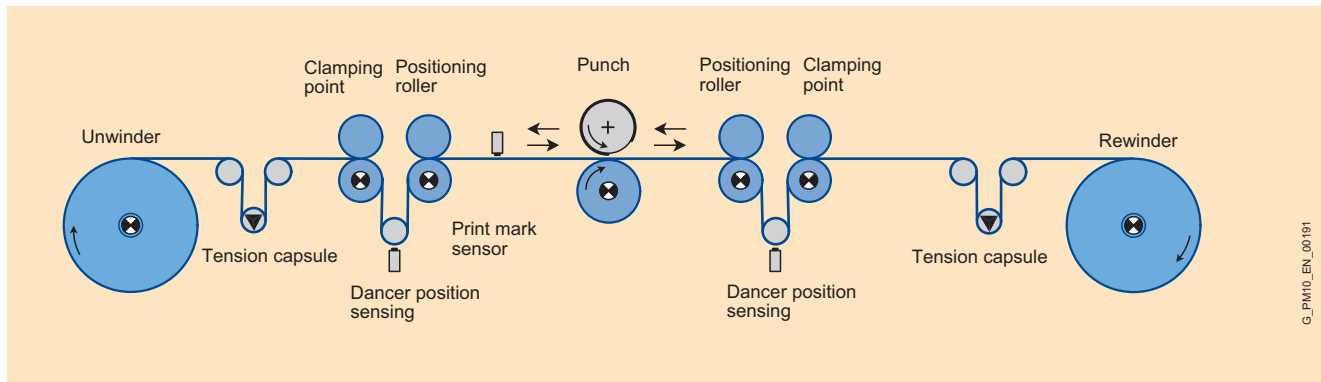 Clamping
point
Positioning
roller
Punch
Positioning
roller
Clamping
point
Unwinder
Rewinder
Tension capsule
Print mark
sensor
Tension capsule
Dancer position
sensing
Dancer position
sensing
G_PM10_EN_00191